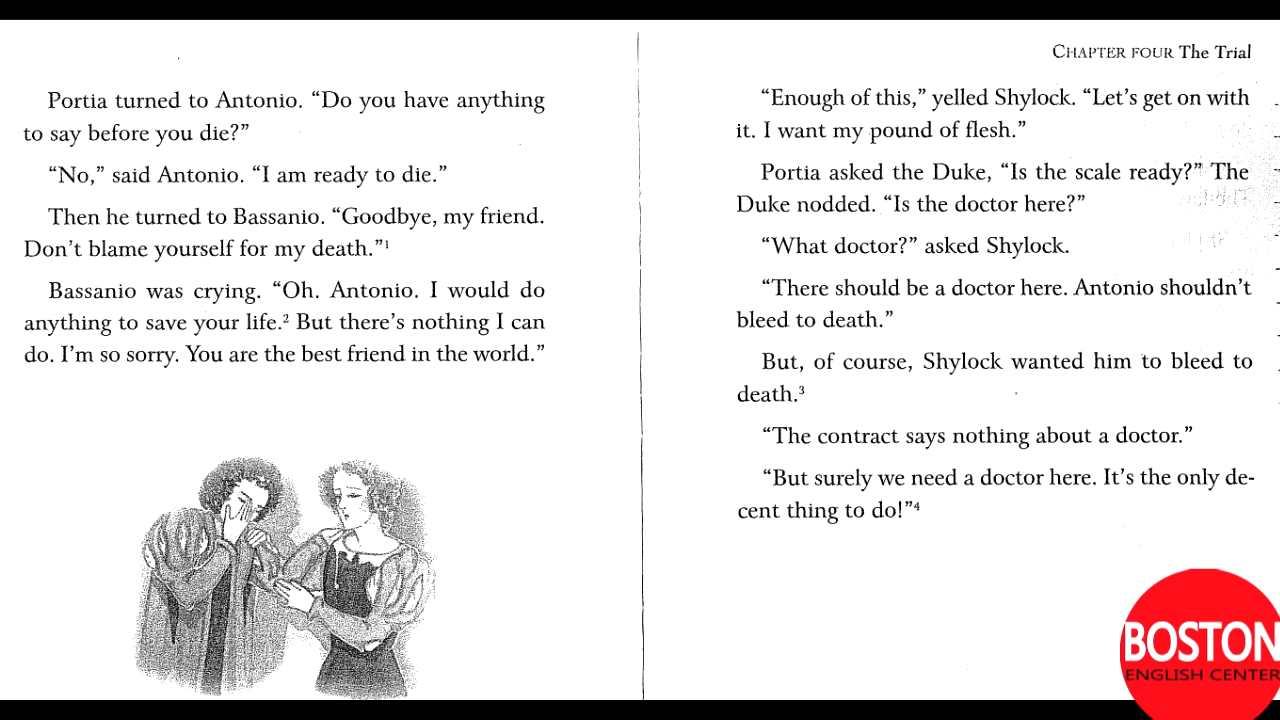 Portia turned to Antonio. “Do you have anything
to say before you die?”
“No,” said Antonio. “I am ready to die.”
Then he turned to Bassanio. “Goodbye, my friend.
Don’t blame yourself for my death.”¹
Bassanio was crying. “Oh. Antonio. I would do
anything to save your life.² But there’s nothing I can
do. I’m so sorry. You are the best friend in the world.”
CHAPTER FOUR The Trial
“Enough of this,” yelled Shylock. “Let’s get on with
it. I want my pound of flesh.”
Portia asked the Duke, “Is the scale ready?” The
Duke nodded. “Is the doctor here?”
“What doctor?” asked Shylock.
“There should be a doctor here. Antonio shouldn’t
bleed to death.”
But, of course, Shylock wanted him to bleed to
death.³
“The contract says nothing about a doctor.”
“But surely we need a doctor here. It’s the only de-
cent thing to do!”⁴
BOSTON
ENGLISH CENTER